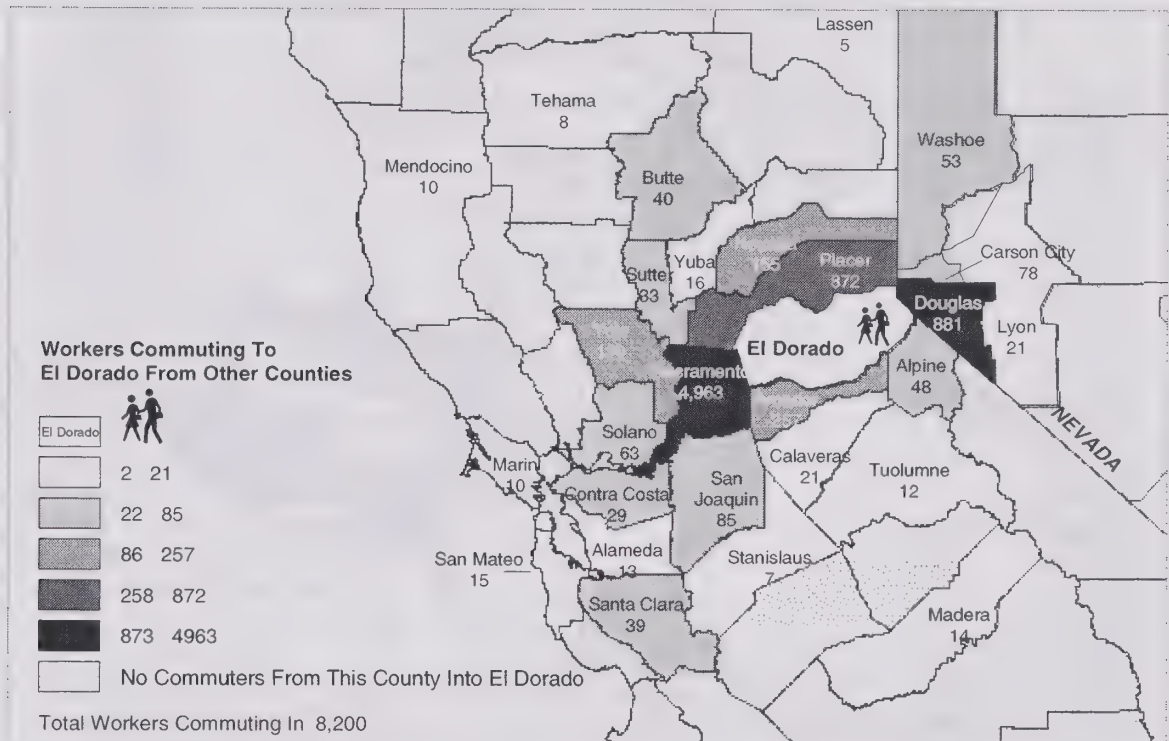 Lassen
5
Tehama
8
Washoe
53
Mendocino
10
Butte
40
Carson City
78
Sutter
83
Yuba
16
Placer
872
Douglas
881
Lyon
21
El Dorado
Alpine
48
4,963
NEVADA
Solano
63
Calaveras
21
Tuolumne
12
Marin
10
Contra Costa
29
San
Joaquin
85
San Mateo
15
Alameda
13
Stanislaus
7
Santa Clara
39
Madera
14
Workers Commuting To
El Dorado From Other Counties
El Dorado
2 21
22 85
86 257
258 872
873 4963
No Commuters From This County Into El Dorado
Total Workers Commuting In 8,200